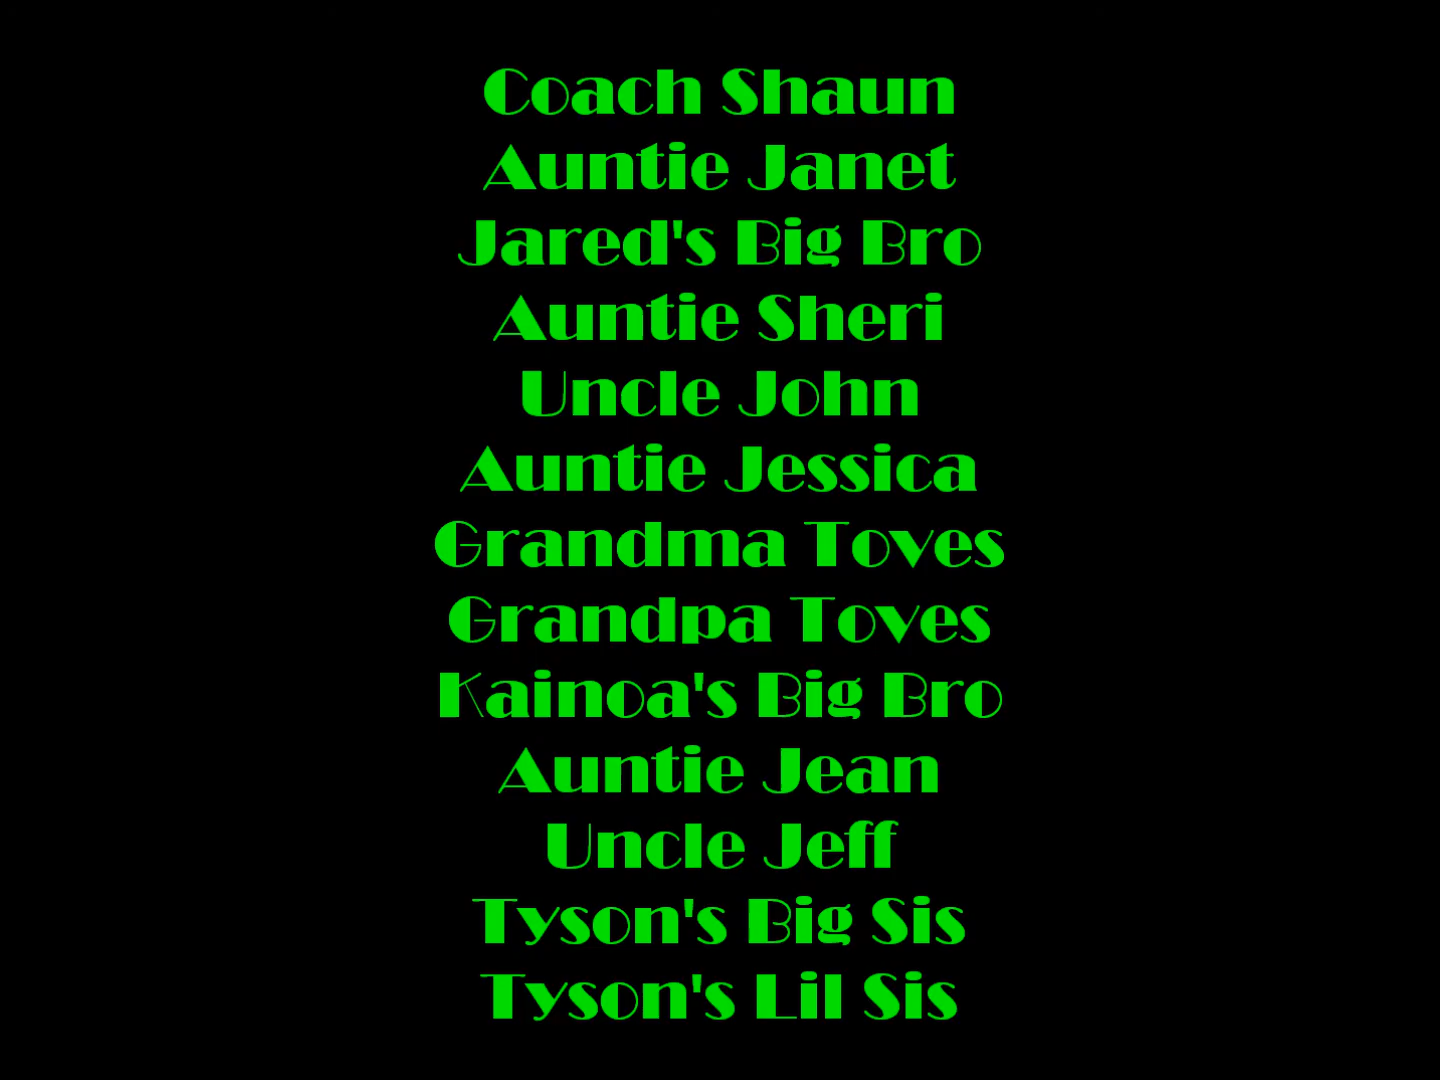 Coach Shaun
Auntie Janet
Jared's Big Bro
Auntie Sheri
Uncle John
Auntie Jessica
Grandma Toves
Grandpa Toves
Kainoa's Big Bro
Auntie Jean
Uncle Jeff
Tyson's Big Sis
Tyson's Lil Sis